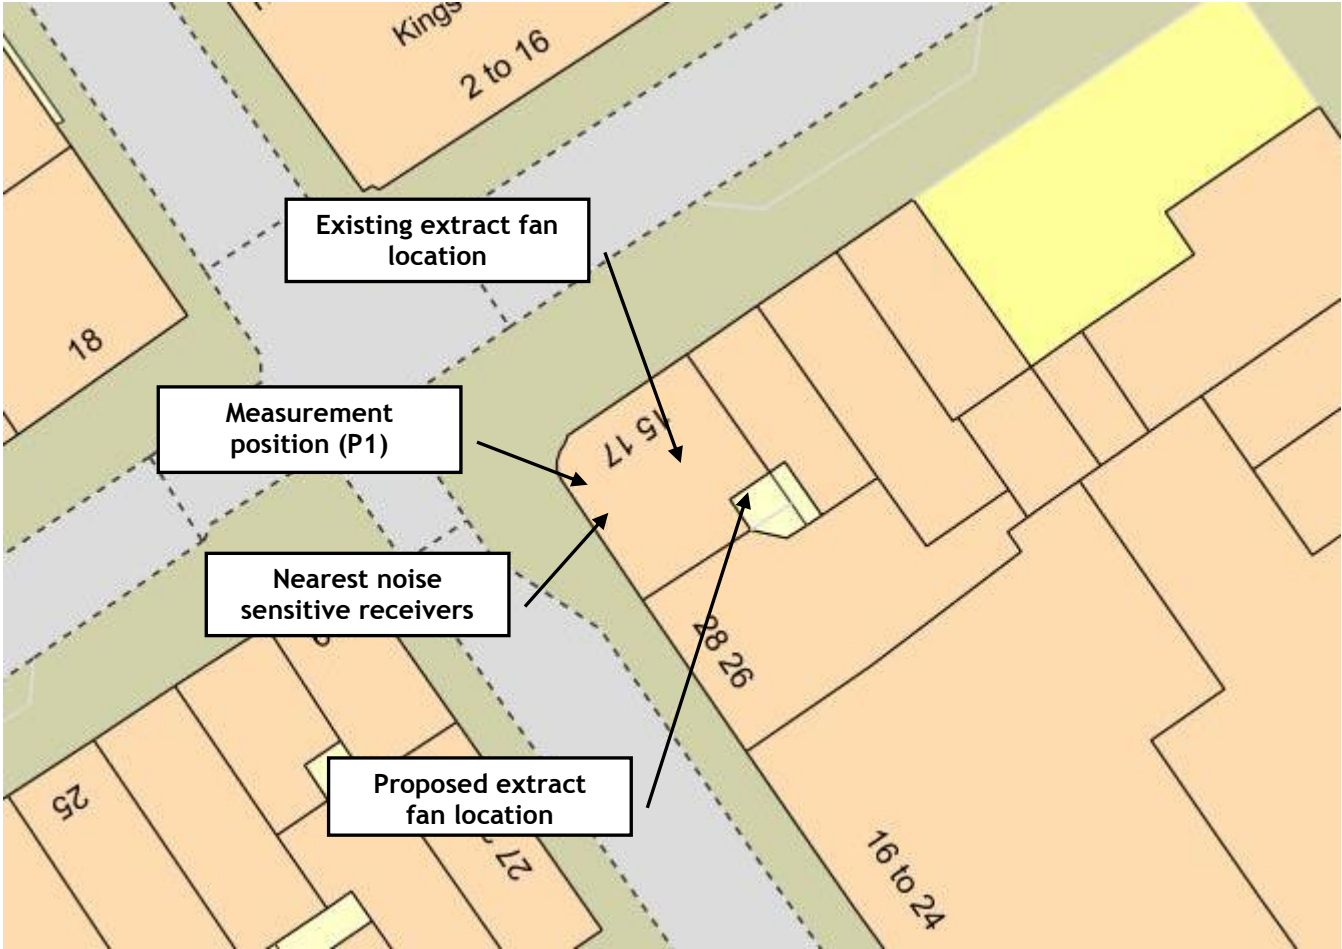 Kings
2 to 16
Existing extract fan
location
18
15 17
Measurement
position (P1)
Nearest noise
sensitive receivers
28 26
Proposed extract
fan location
25
27
16 to 24